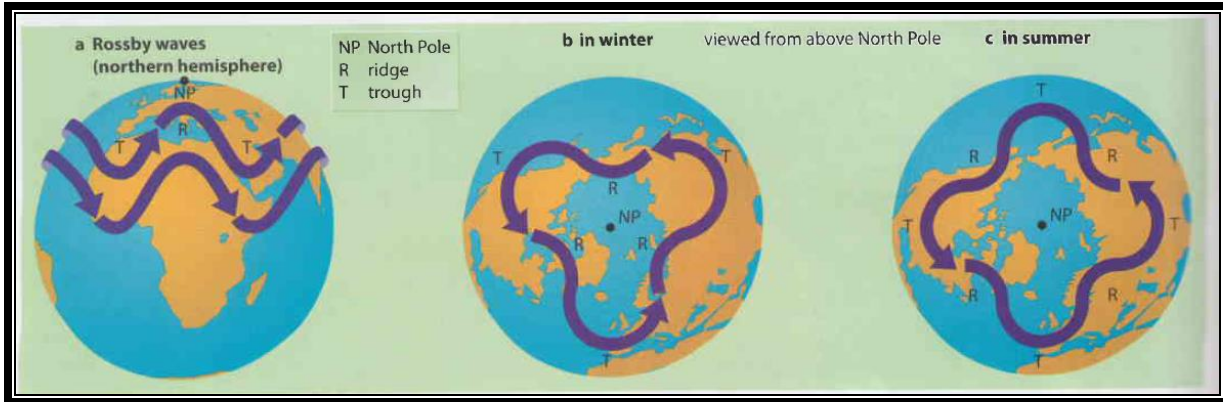 a Rossby waves
(northern hemisphere)
NP North Pole
R ridge
T trough
b in winter
viewed from above North Pole
c in summer
NP
R
T
T
T
T
R
NP
R
R
T
T
R
R
T
NP
T
R
R
T